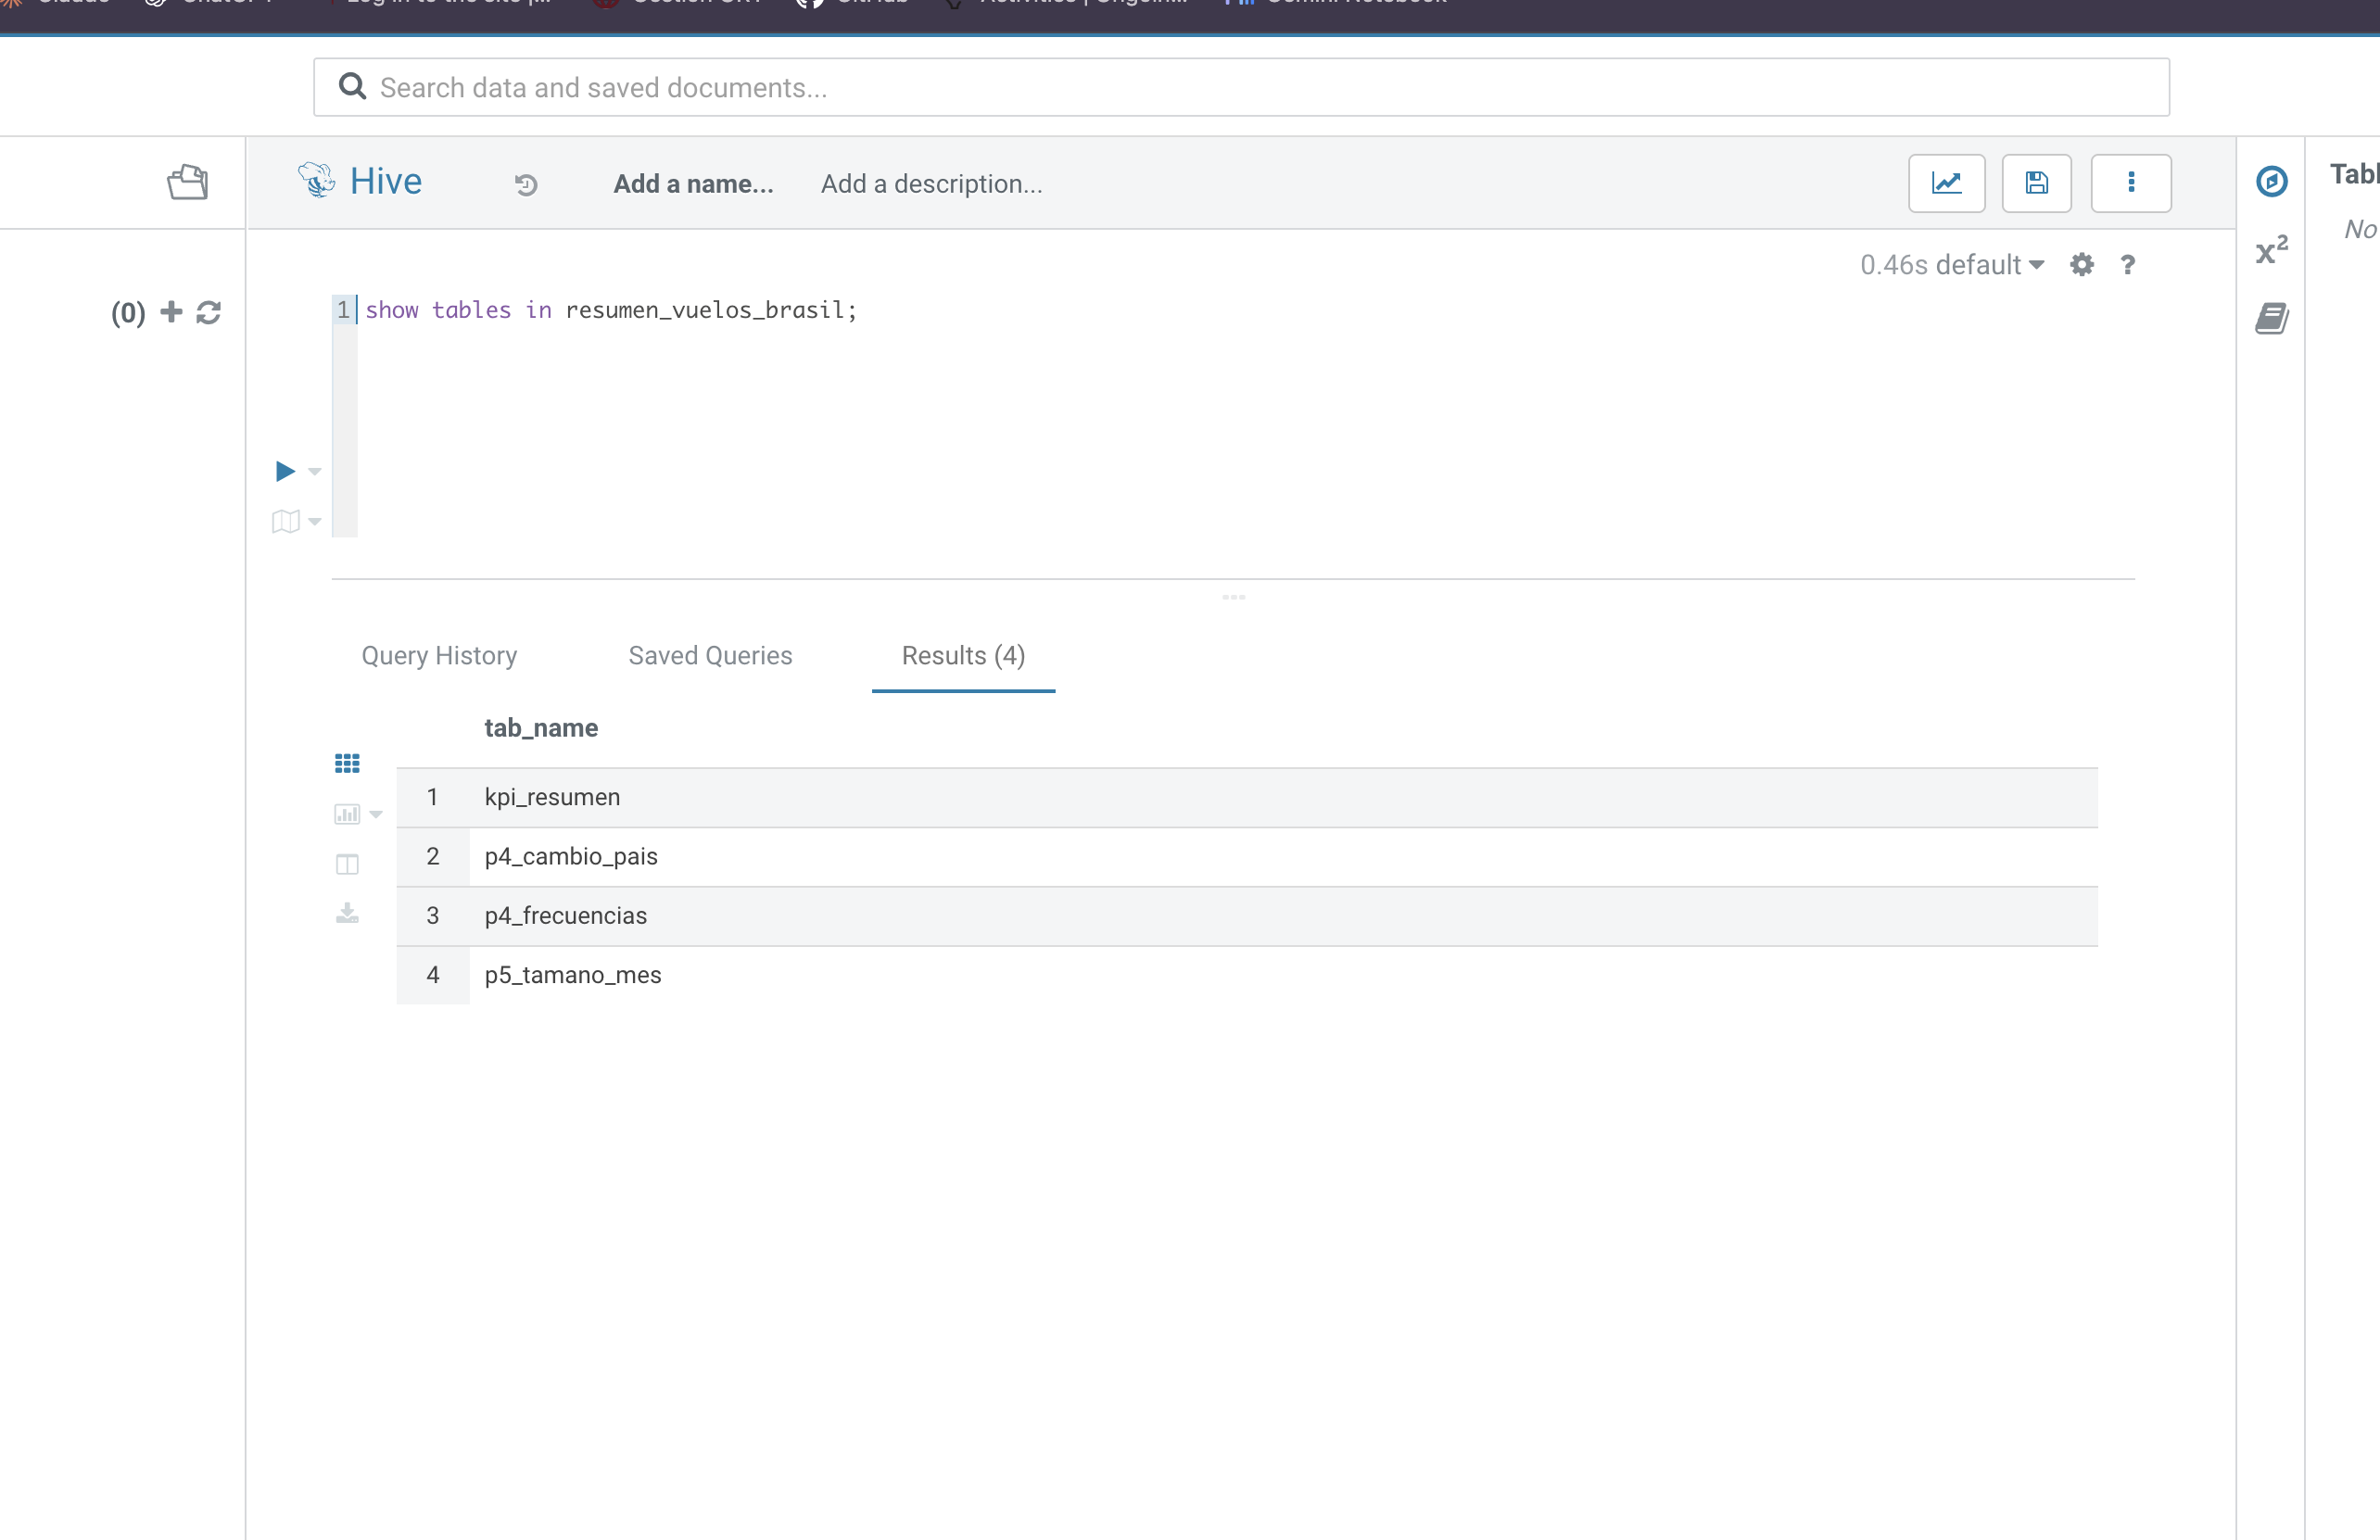 Search data and saved documents...
Hive
Add a name...
Add a description...
(0)
0.46s default
?
x²
1 show tables in resumen_vuelos_brasil;
Query History
Saved Queries
Results (4)
tab_name
1 kpi_resumen
2 p4_cambio_pais
3 p4_frecuencias
4 p5_tamano_mes
No